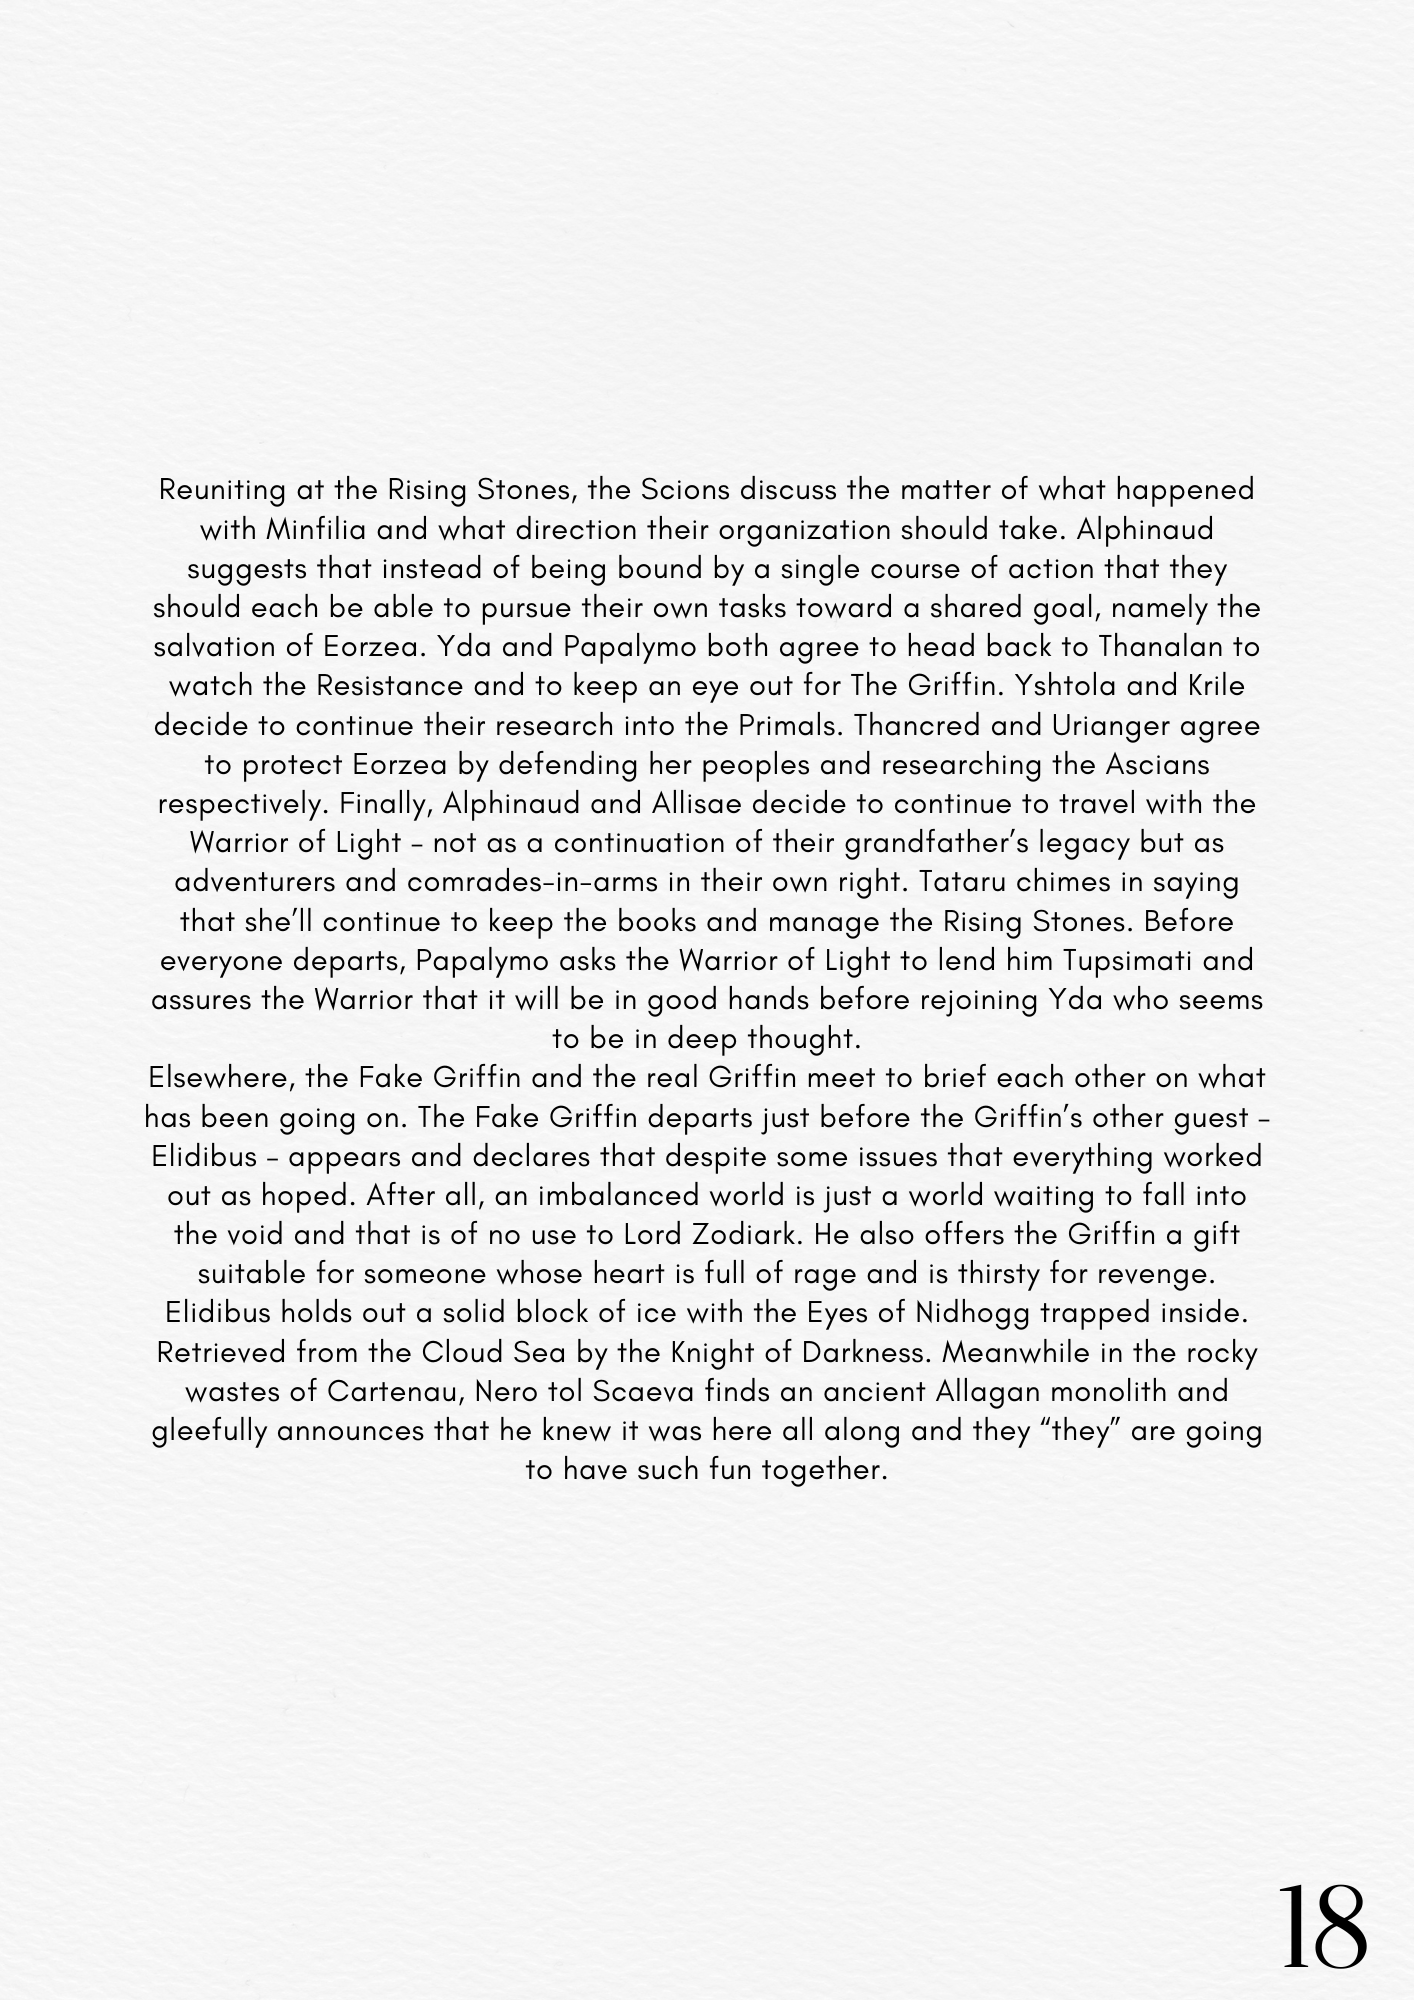 Reuniting at the Rising Stones, the Scions discuss the matter of what happened
with Minfilia and what direction their organization should take. Alphinaud
suggests that instead of being bound by a single course of action that they
should each be able to pursue their own tasks toward a shared goal, namely the
salvation of Eorzea. Yda and Papalymo both agree to head back to Thanalan to
watch the Resistance and to keep an eye out for The Griffin. Yshtola and Krile
decide to continue their research into the Primals. Thancred and Urianger agree
to protect Eorzea by defending her peoples and researching the Ascians
respectively. Finally, Alphinaud and Allisae decide to continue to travel with the
Warrior of Light – not as a continuation of their grandfather’s legacy but as
adventurers and comrades-in-arms in their own right. Tataru chimes in saying
that she’ll continue to keep the books and manage the Rising Stones. Before
everyone departs, Papalymo asks the Warrior of Light to lend him Tupsimati and
assures the Warrior that it will be in good hands before rejoining Yda who seems
to be in deep thought.
Elsewhere, the Fake Griffin and the real Griffin meet to brief each other on what
has been going on. The Fake Griffin departs just before the Griffin’s other guest –
Elidibus – appears and declares that despite some issues that everything worked
out as hoped. After all, an imbalanced world is just a world waiting to fall into
the void and that is of no use to Lord Zodiark. He also offers the Griffin a gift
suitable for someone whose heart is full of rage and is thirsty for revenge.
Elidibus holds out a solid block of ice with the Eyes of Nidhogg trapped inside.
Retrieved from the Cloud Sea by the Knight of Darkness. Meanwhile in the rocky
wastes of Cartenau, Nero tol Scaeva finds an ancient Allagan monolith and
gleefully announces that he knew it was here all along and they “they” are going
to have such fun together.
18